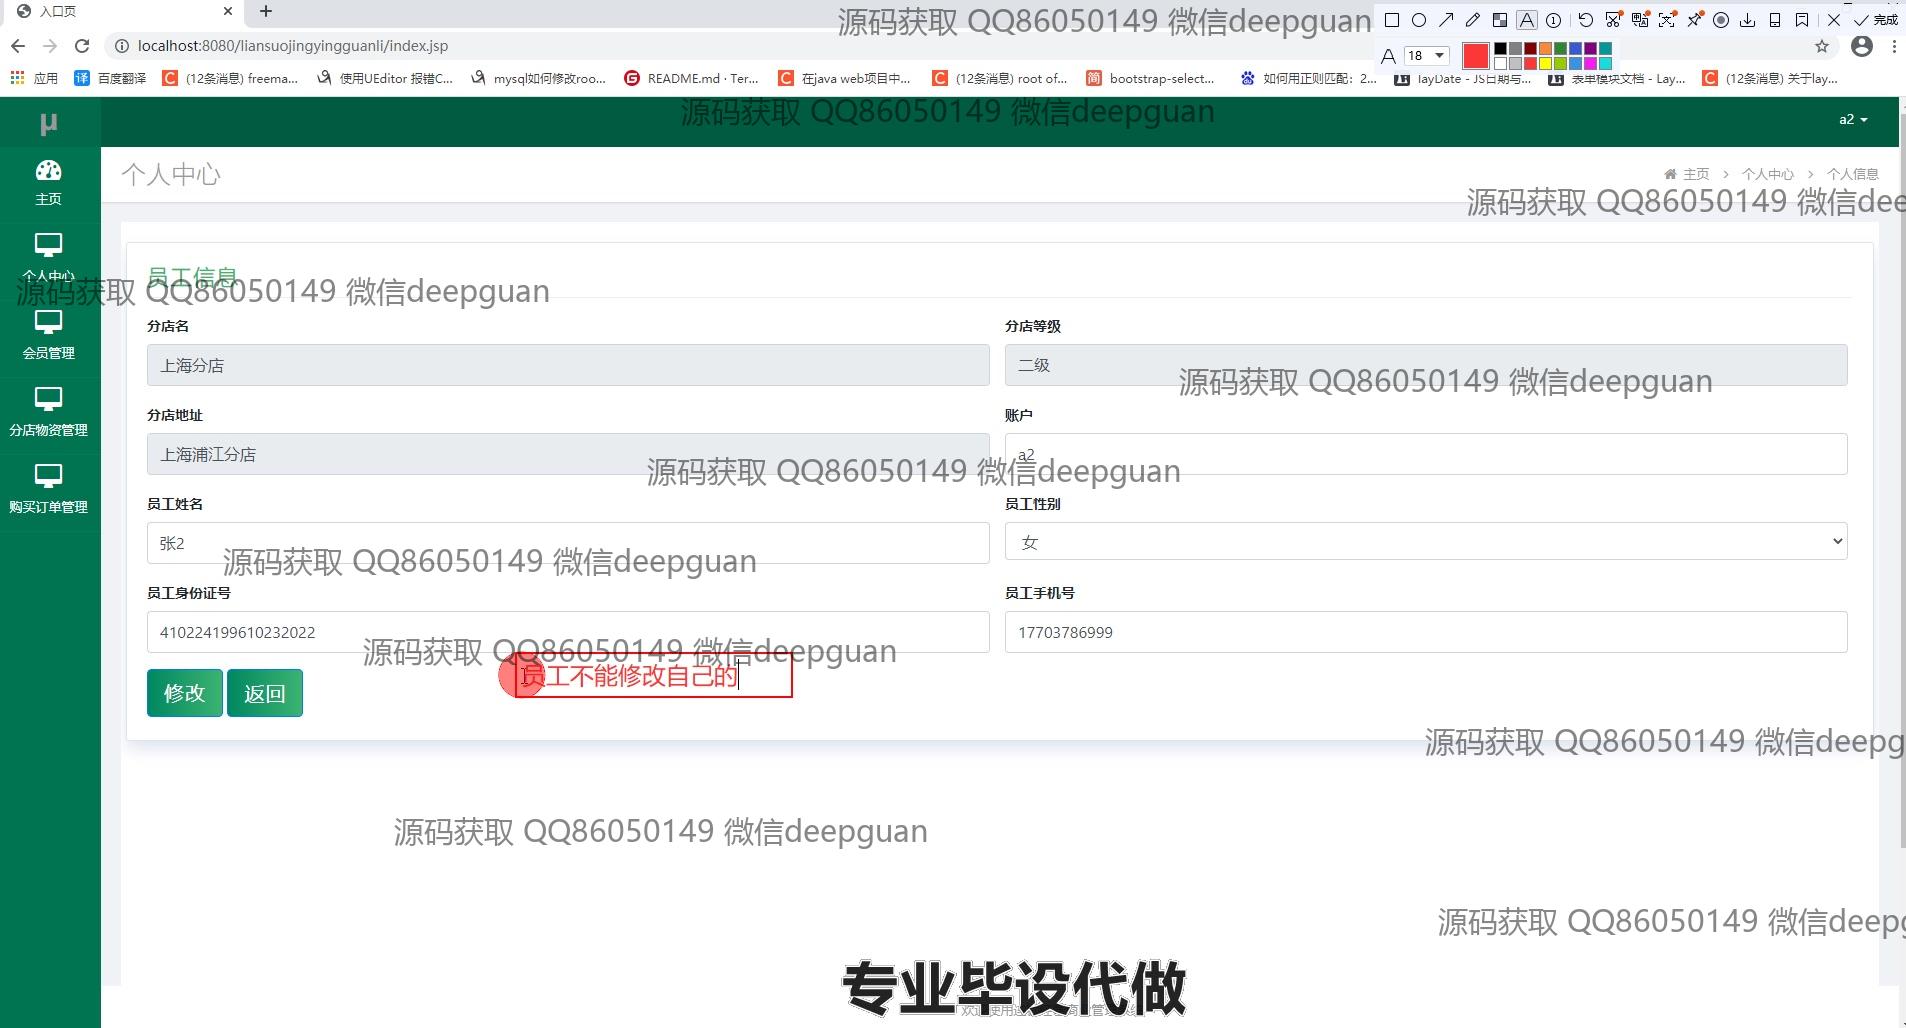 入口页
源码获取 QQ86050149 微信deepguan
完成
localhost:8080/liansuojingyingguanli/index.jsp
18
应用
百度翻译
(12条消息) freema...
使用UEditor 报错C...
mysql如何修改roo...
README.md · Ter...
在java web项目中...
(12条消息) root of...
bootstrap-select...
如何用正则匹配：2...
layDate - JS日期与...
表单模块文档 - Lay...
(12条消息) 关于lay...
源码获取 QQ86050149 微信deepguan
μ
a2
主页
个人中心
主页 > 个人中心 > 个人信息
源码获取 QQ86050149 微信deep
个人中心
员工信息
源码获取 QQ86050149 微信deepguan
分店名
分店等级
会员管理
上海分店
二级
源码获取 QQ86050149 微信deepguan
分店地址
账户
分店物资管理
上海浦江分店
a2
源码获取 QQ86050149 微信deepguan
员工姓名
员工性别
购买订单管理
张2
女
源码获取 QQ86050149 微信deepguan
员工身份证号
员工手机号
410224199610232022
17703786999
源码获取 QQ86050149 微信deepguan
员工不能修改自己的
修改
返回
源码获取 QQ86050149 微信deepg
源码获取 QQ86050149 微信deepguan
源码获取 QQ86050149 微信deepg
专业毕设代做